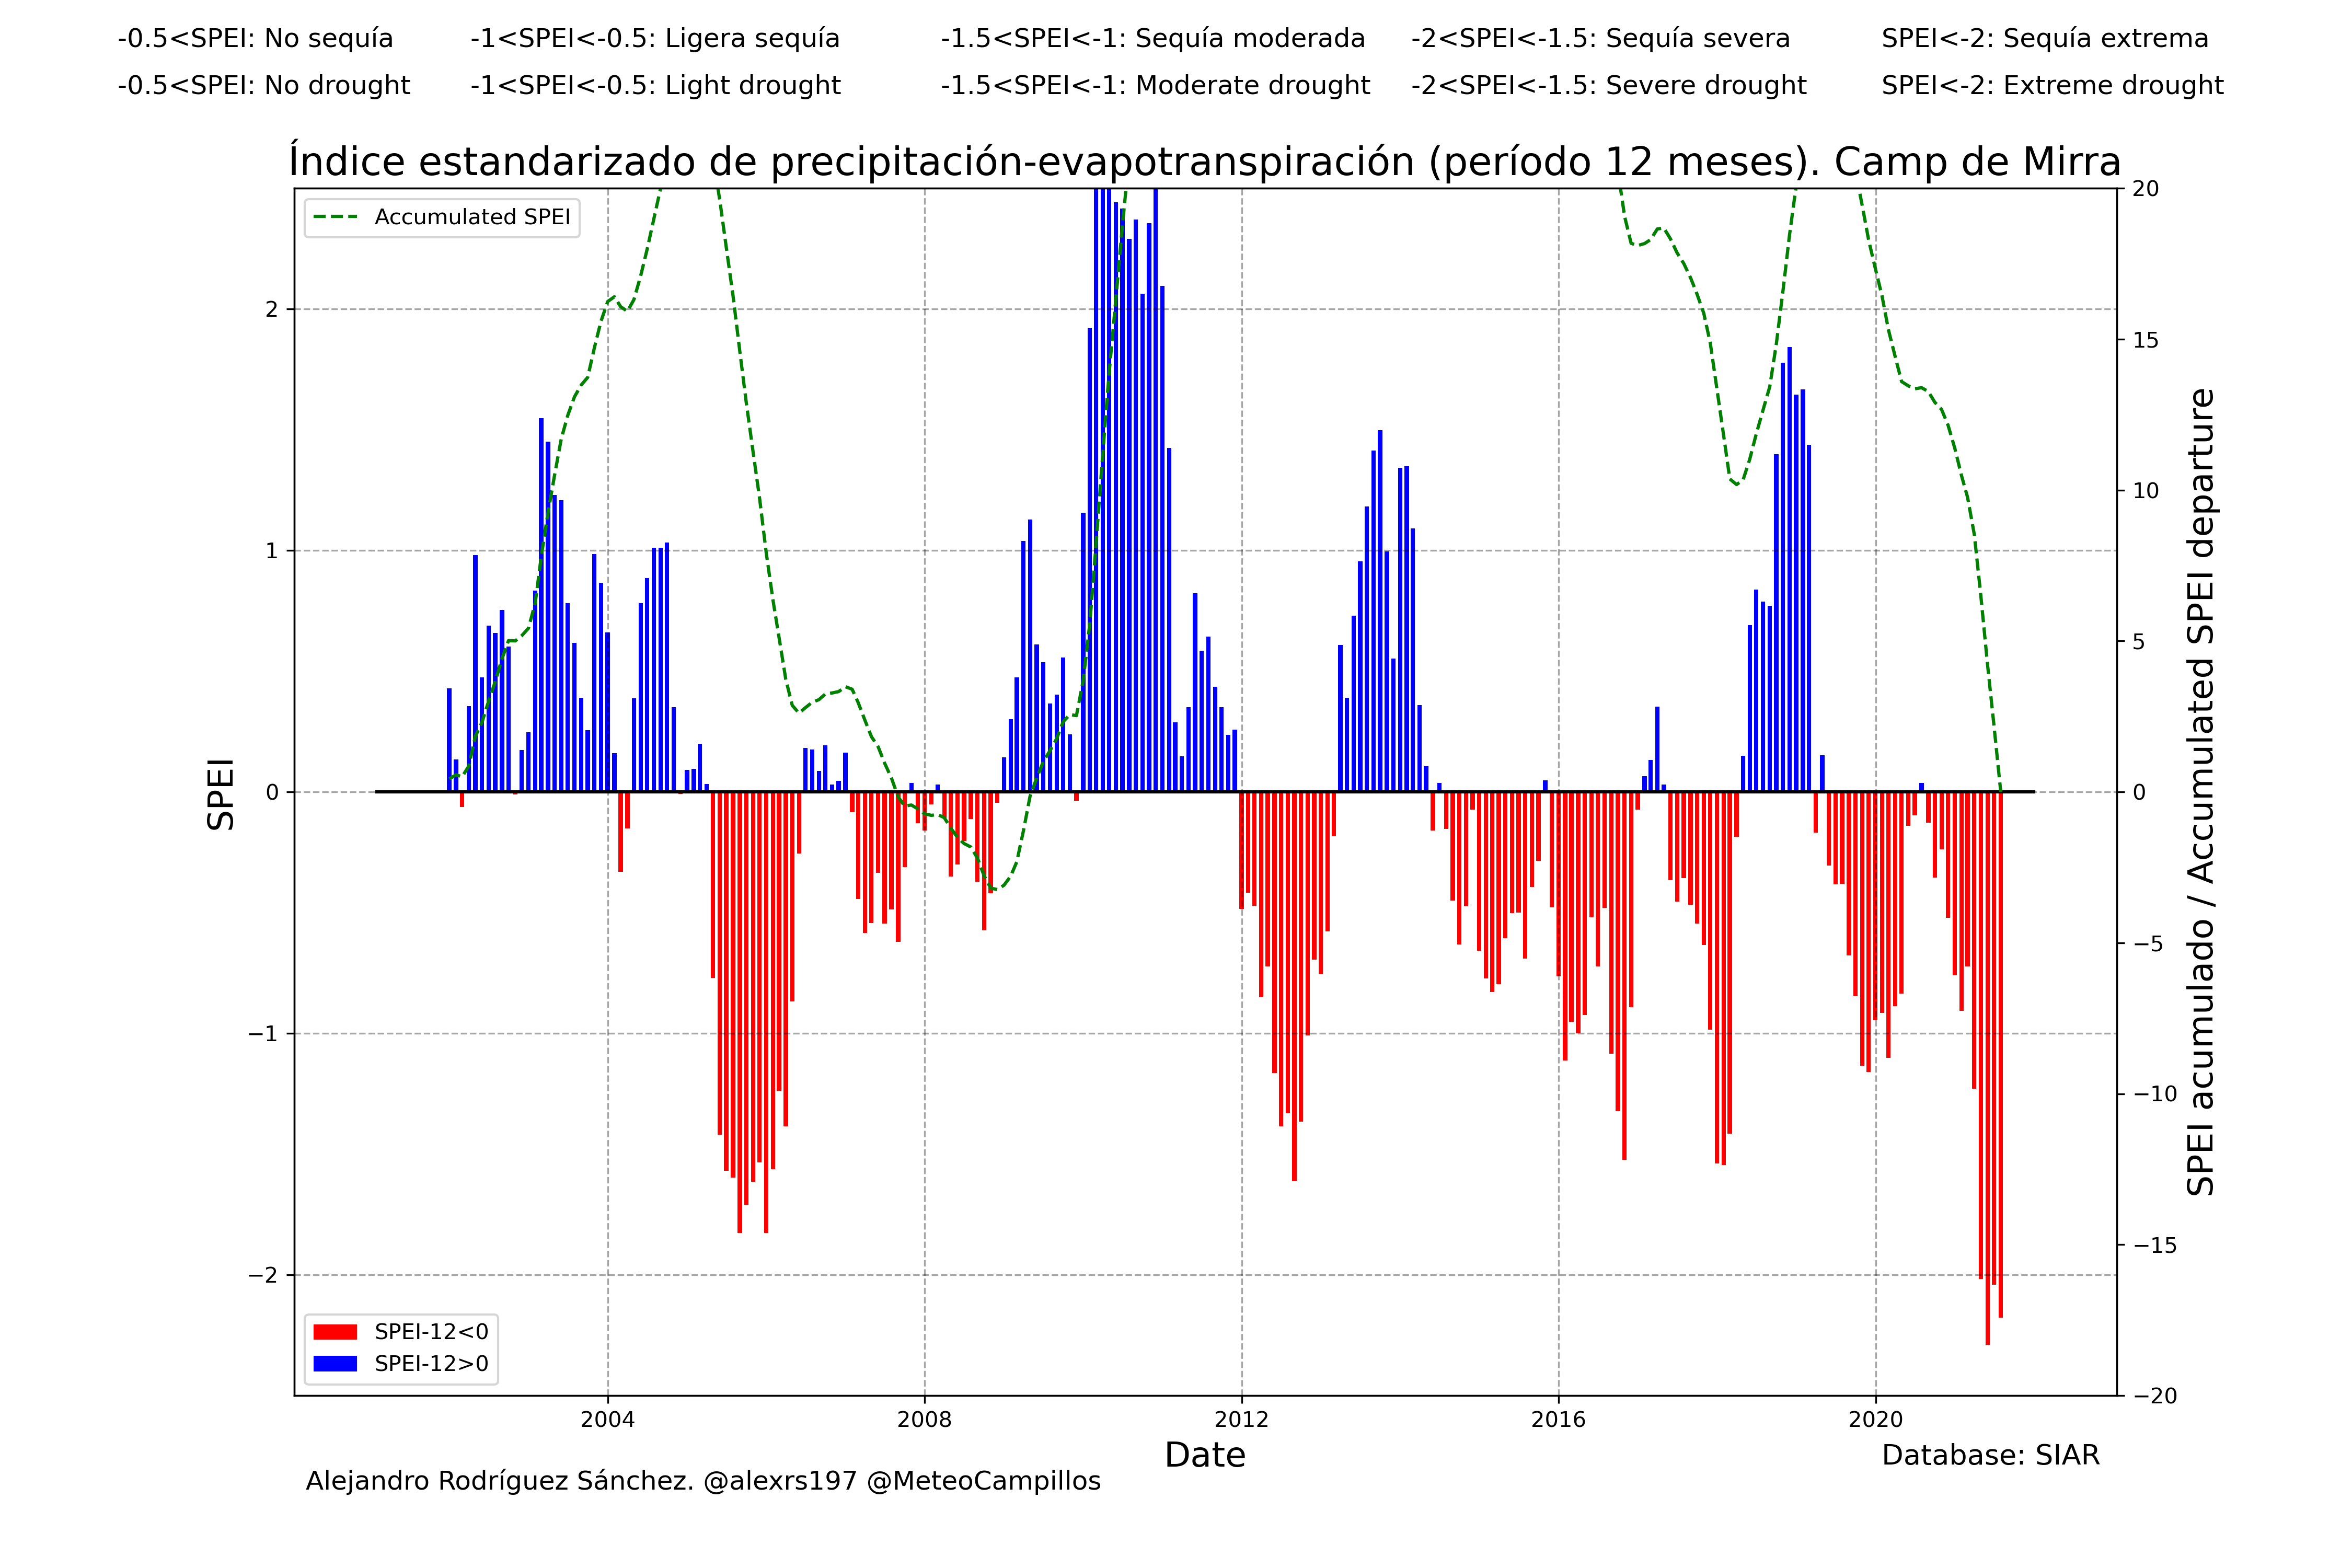 -0.5<SPEI: No sequía -1<SPEI<-0.5: Ligera sequía -1.5<SPEI<-1: Sequía moderada -2<SPEI<-1.5: Sequía severa SPEI<-2: Sequía extrema
-0.5<SPEI: No drought -1<SPEI<-0.5: Light drought -1.5<SPEI<-1: Moderate drought -2<SPEI<-1.5: Severe drought SPEI<-2: Extreme drought
Índice estandarizado de precipitación-evapotranspiración (período 12 meses). Camp de Mirra
Accumulated SPEI
2
1
0
−1
−2
SPEI
20
15
10
5
0
−5
−10
−15
−20
SPEI acumulado / Accumulated SPEI departure
SPEI-12<0
SPEI-12>0
2004 2008 2012 2016 2020
Date
Database: SIAR
Alejandro Rodríguez Sánchez. @alexrs197 @MeteoCampillos